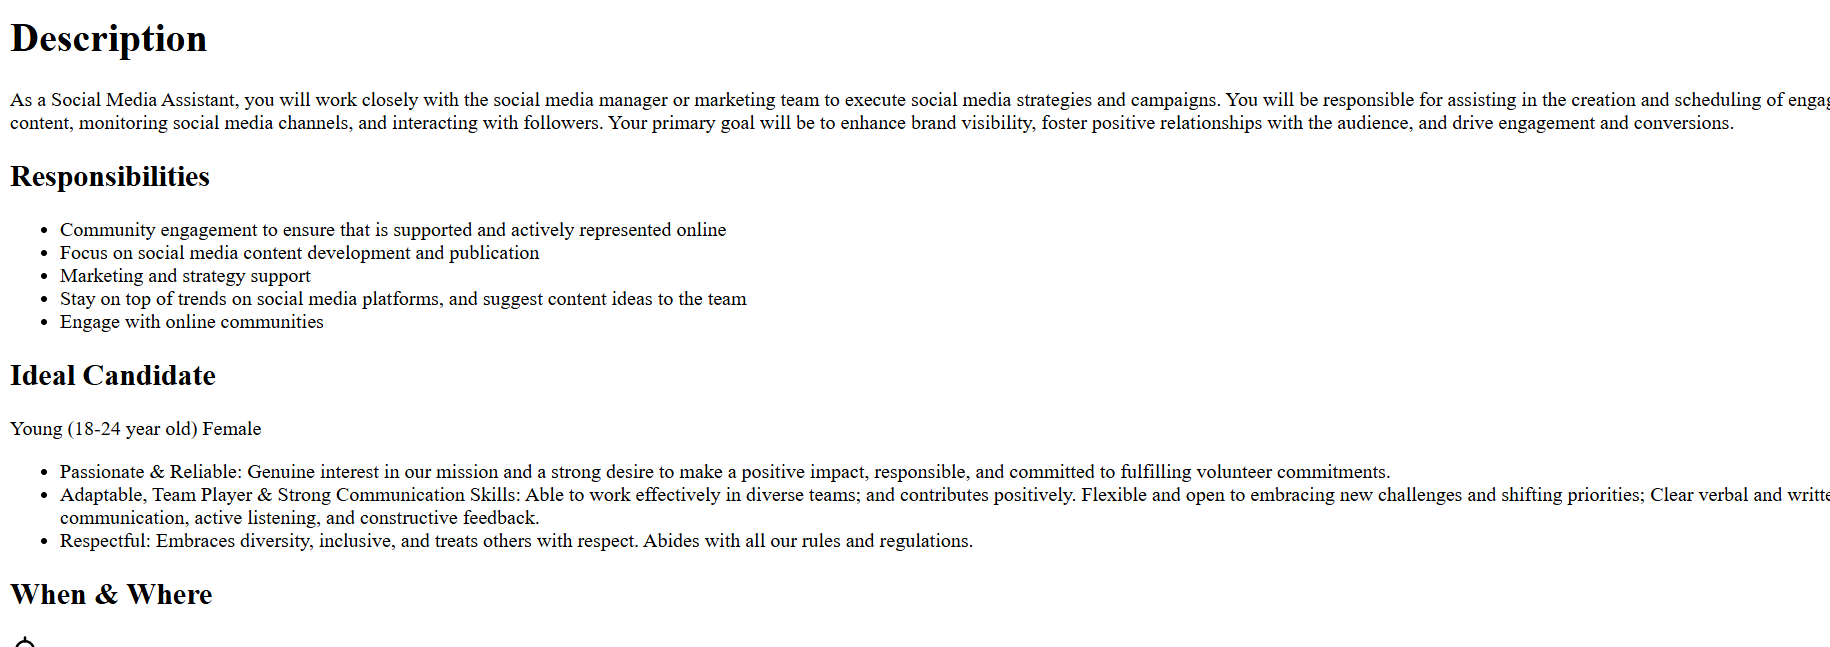 Description
As a Social Media Assistant, you will work closely with the social media manager or marketing team to execute social media strategies and campaigns. You will be responsible for assisting in the creation and scheduling of
content, monitoring social media channels, and interacting with followers. Your primary goal will be to enhance brand visibility, foster positive relationships with the audience, and drive engagement and conversions.
Responsibilities
• Community engagement to ensure that is supported and actively represented online
• Focus on social media content development and publication
• Marketing and strategy support
• Stay on top of trends on social media platforms, and suggest content ideas to the team
• Engage with online communities
Ideal Candidate
Young (18-24 year old) Female
• Passionate & Reliable: Genuine interest in our mission and a strong desire to make a positive impact, responsible, and committed to fulfilling volunteer commitments.
• Adaptable, Team Player & Strong Communication Skills: Able to work effectively in diverse teams; and contributes positively. Flexible and open to embracing new challenges and shifting priorities; Clear verbal and
communication, active listening, and constructive feedback.
• Respectful: Embraces diversity, inclusive, and treats others with respect. Abides with all our rules and regulations.
When & Where